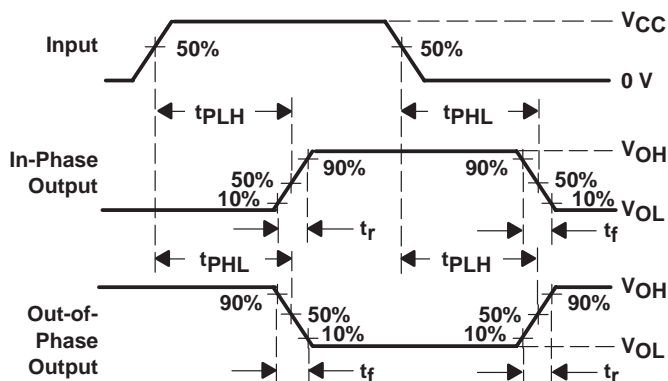 Input
50%
50%
VCC
0 V
tPLH
tPHL
In-Phase
Output
50%
10%
90%
90%
50%
10%
VOH
VOL
tr
tf
tPHL
tPLH
Out-of-
Phase
Output
90%
50%
10%
50%
10%
90%
VOH
VOL
tf
tr